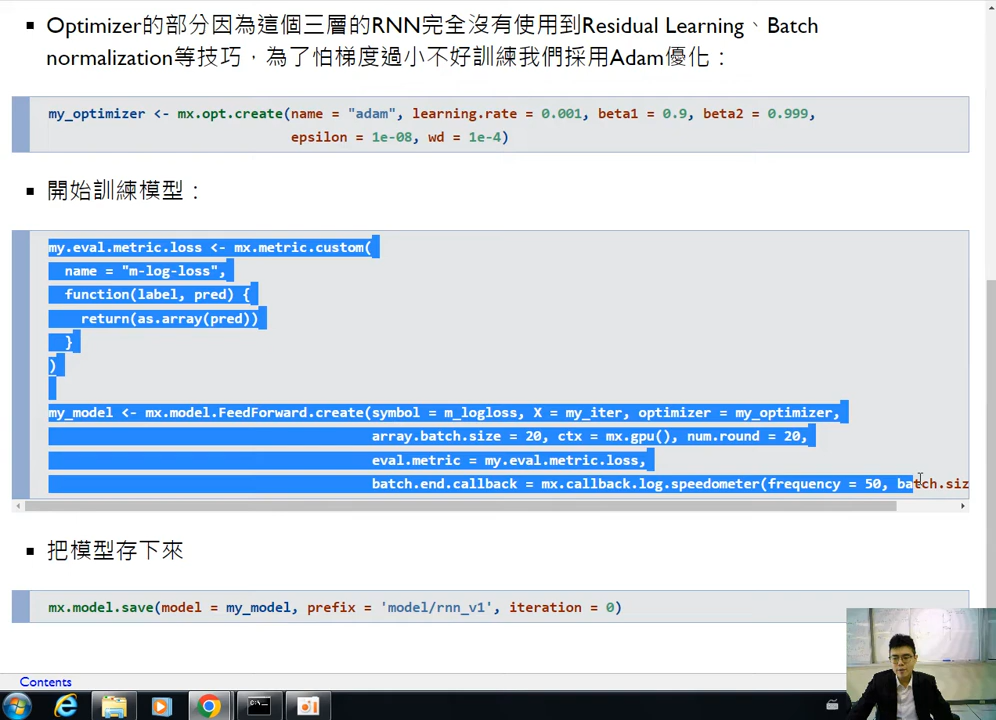 Optimizer的部分因為這個三層的RNN完全沒有使用到Residual Learning、Batch
normalization等技巧，為了怕梯度過小不好訓練我們採用Adam優化：
my_optimizer <- mx.opt.create(name = "adam", learning.rate = 0.001, beta1 = 0.9, beta2 = 0.999,
epsilon = 1e-08, wd = 1e-4)
開始訓練模型：
my.eval.metric.loss <- mx.metric.custom(
name = "m-log-loss",
function(label, pred) {
return(as.array(pred))
}
)
my_model <- mx.model.FeedForward.create(symbol = m_logloss, X = my_iter, optimizer = my_optimizer,
array.batch.size = 20, ctx = mx.gpu(), num.round = 20,
eval.metric = my.eval.metric.loss,
batch.end.callback = mx.callback.log.speedometer(frequency = 50, batch.siz
把模型存下來
mx.model.save(model = my_model, prefix = 'model/rnn_v1', iteration = 0)
Contents